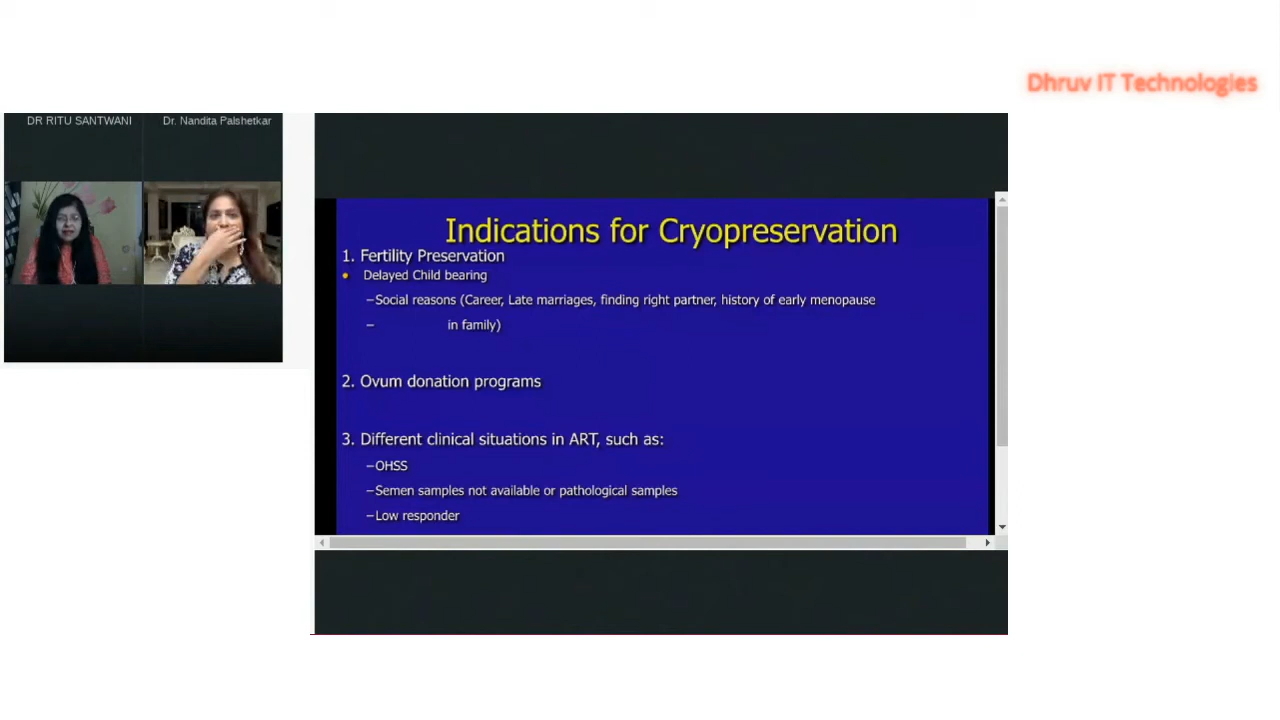 Dhruv IT Technologies
DR RITU SANTWANI
Dr. Nandita Palshetkar
Indications for Cryopreservation
1. Fertility Preservation
• Delayed Child bearing
–Social reasons (Career, Late marriages, finding right partner, history of early menopause
– in family)
2. Ovum donation programs
3. Different clinical situations in ART, such as:
–OHSS
–Semen samples not available or pathological samples
–Low responder